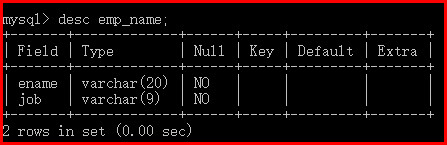 mysql> desc emp_name;
+-------+-------------+------+-----+---------+-------+
| Field | Type | Null | Key | Default | Extra |
+-------+-------------+------+-----+---------+-------+
| ename | varchar(20) | NO | | | |
| job | varchar(9) | NO | | | |
+-------+-------------+------+-----+---------+-------+
2 rows in set (0.00 sec)